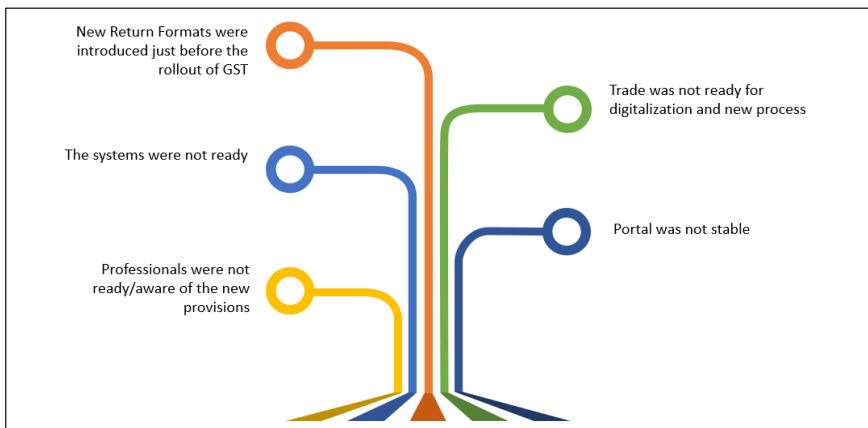 New Return Formats were
introduced just before the
rollout of GST
Trade was not ready for
digitalization and new process
The systems were not ready
Portal was not stable
Professionals were not
ready/aware of the new
provisions